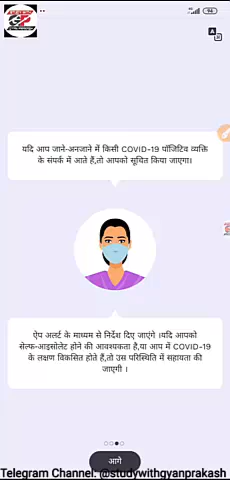 यदि आप जाने-अनजाने में किसी COVID-19 पॉजिटिव व्यक्ति
के संपर्क में आते हैं,तो आपको सूचित किया जाएगा।
ऐप अलर्ट के माध्यम से निर्देश दिए जाएंगे ।यदि आपको
सेल्फ-आइसोलेट होने की आवश्यकता है,या आप में COVID-19
के लक्षण विकसित होते हैं,तो उस परिस्थिति में सहायता की
जाएगी ।
आगे
Telegram Channel: @studywithgyanprakash